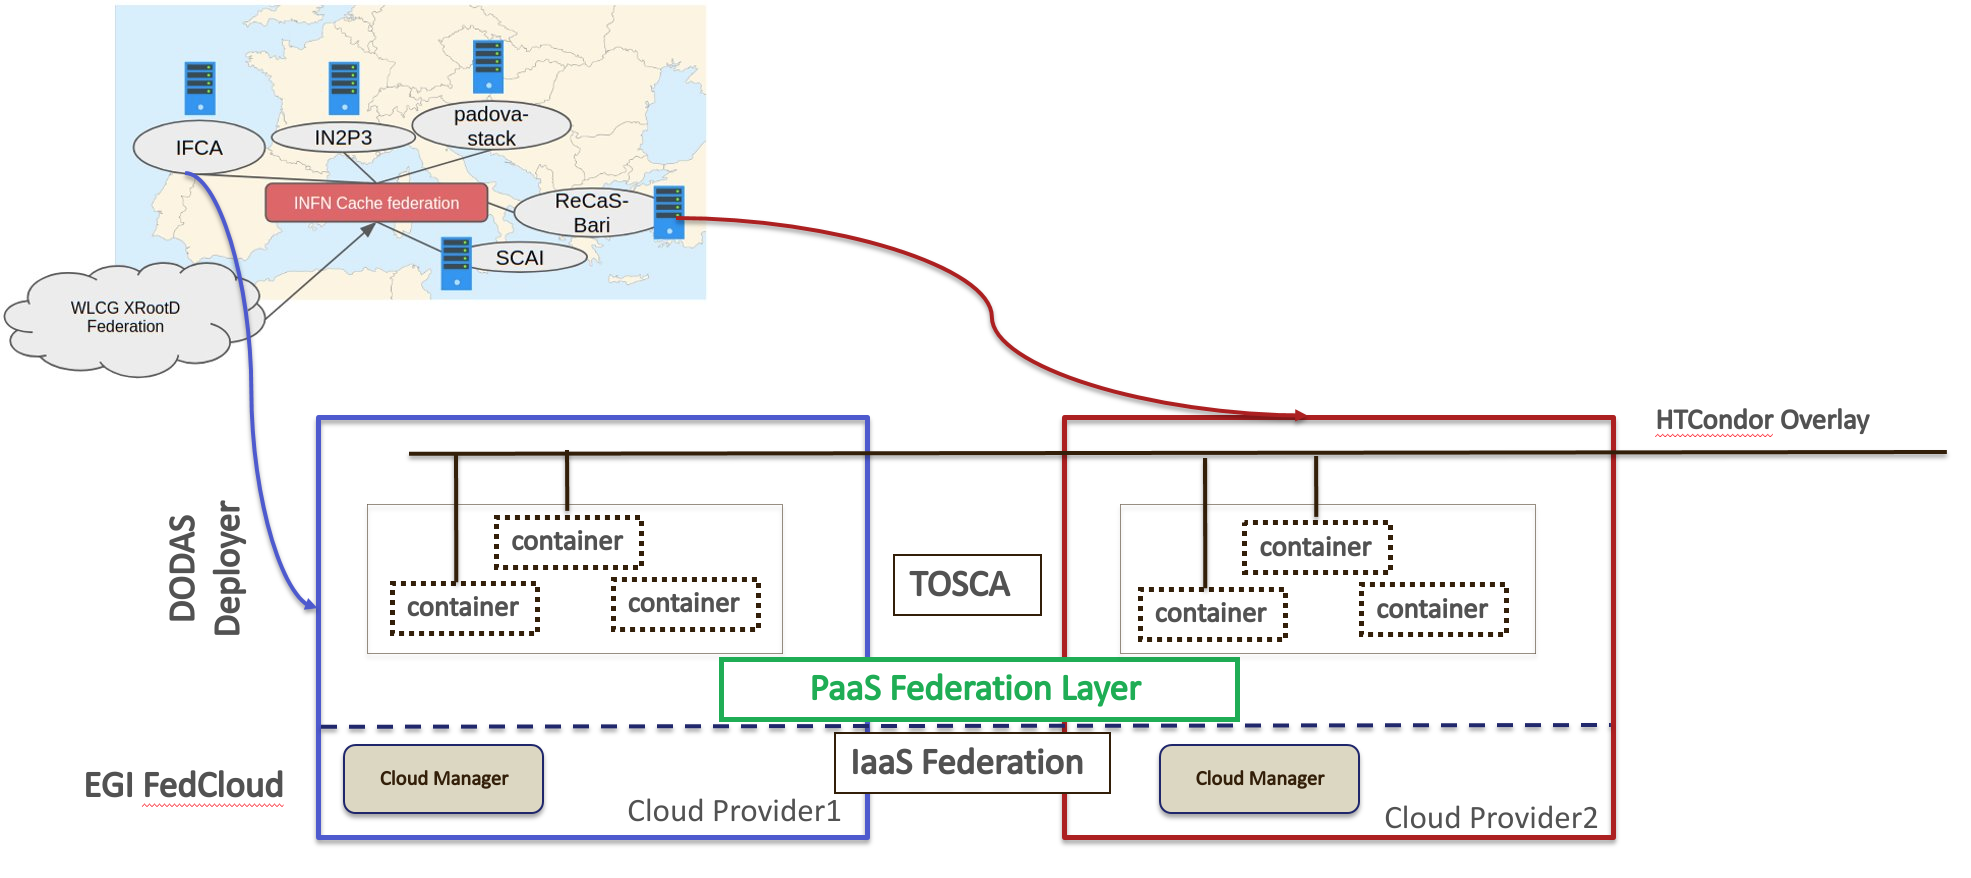 padova-
stack
IN2P3
IFCA
INFN Cache federation
ReCaS-
Bari
SCAI
WLCG XRootD
Federation
HTCondor Overlay
DODAS
Deployer
container
container
container
TOSCA
container
container
container
PaaS Federation Layer
IaaS Federation
EGI FedCloud
Cloud Manager
Cloud Provider1
Cloud Manager
Cloud Provider2